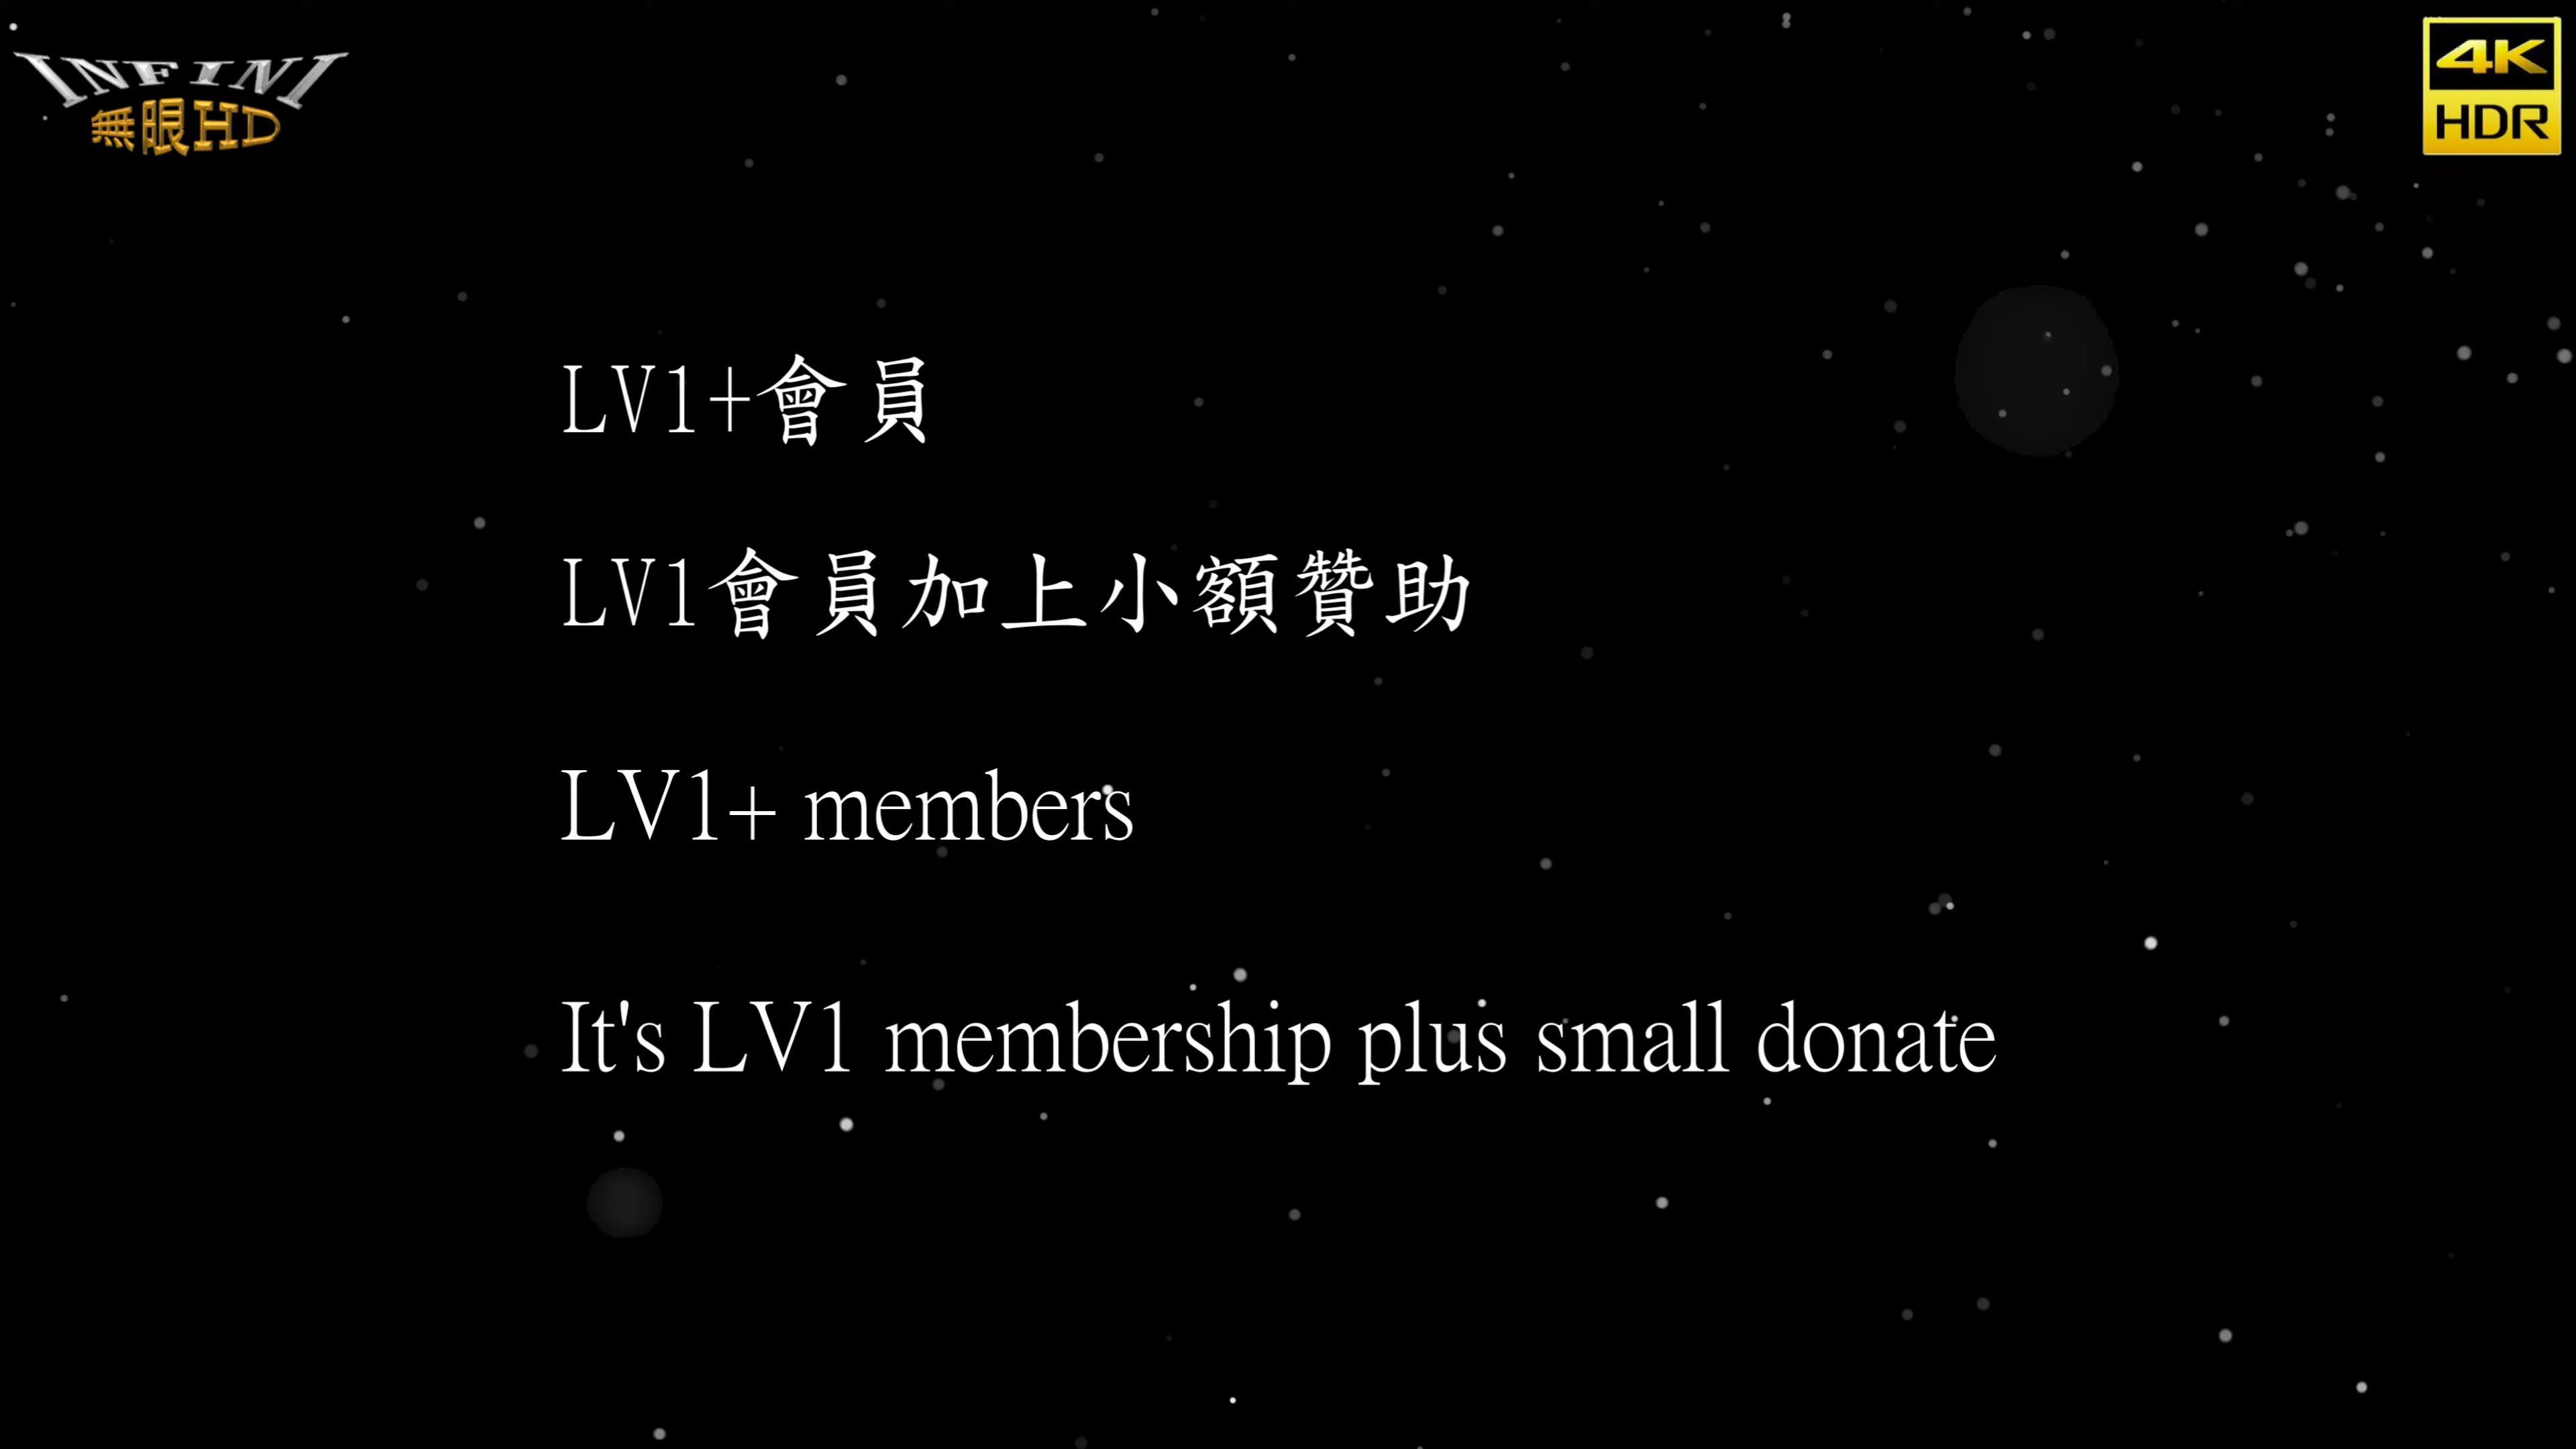 INFINI
無限HD
4K
HDR
LV1+會員
LV1會員加上小額贊助
LV1+ members
It's LV1 membership plus small donate